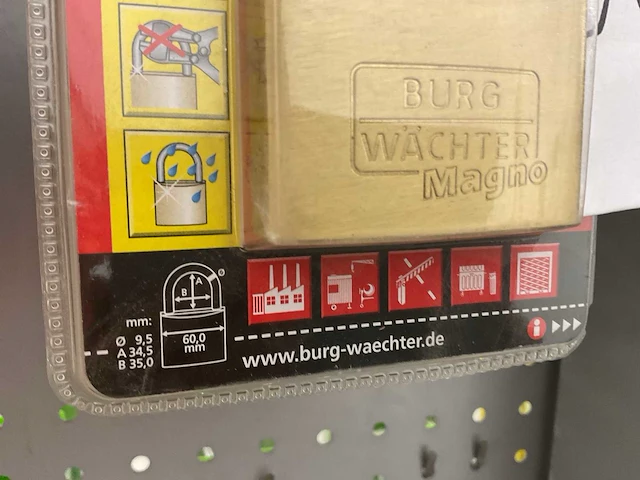 BURG
WÄCHTER
Magno
A
B
Ø
mm:
Ø 9,5
A 34,5
B 35,0
60,0
mm
www.burg-waechter.de
i